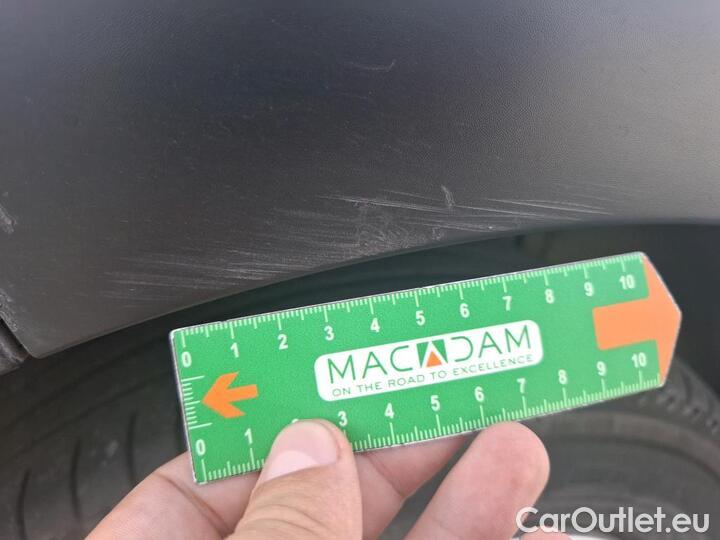 0 1 2 3 4 5 6 7 8 9 10
MACADAM
ON THE ROAD TO EXCELLENCE
0 1 2 3 4 5 6 7 8 9 10
CarOutlet.eu